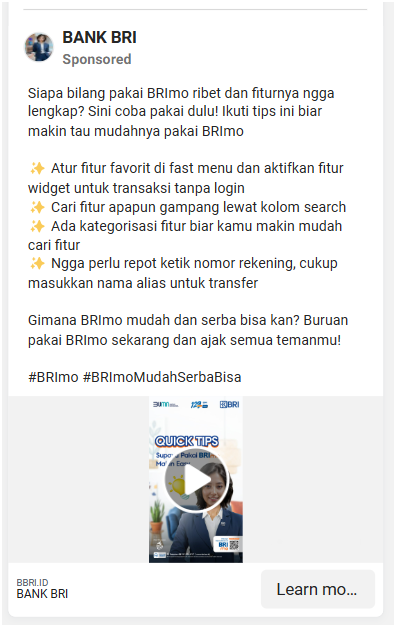 BANK BRI
Sponsored
Siapa bilang pakai BRImo ribet dan fiturnya ngga
lengkap? Sini coba pakai dulu! Ikuti tips ini biar
makin tau mudahnya pakai BRImo
✨ Atur fitur favorit di fast menu dan aktifkan fitur
widget untuk transaksi tanpa login
✨ Cari fitur apapun gampang lewat kolom search
✨ Ada kategorisasi fitur biar kamu makin mudah
cari fitur
✨ Ngga perlu repot ketik nomor rekening, cukup
masukkan nama alias untuk transfer
Gimana BRImo mudah dan serba bisa kan? Buruan
pakai BRImo sekarang dan ajak semua temanmu!
#BRImo #BRImoMudahSerbaBisa
BRI
QUICK TIPS
Pakai BRI
BRI
BBRI.ID
BANK BRI
Learn mo...